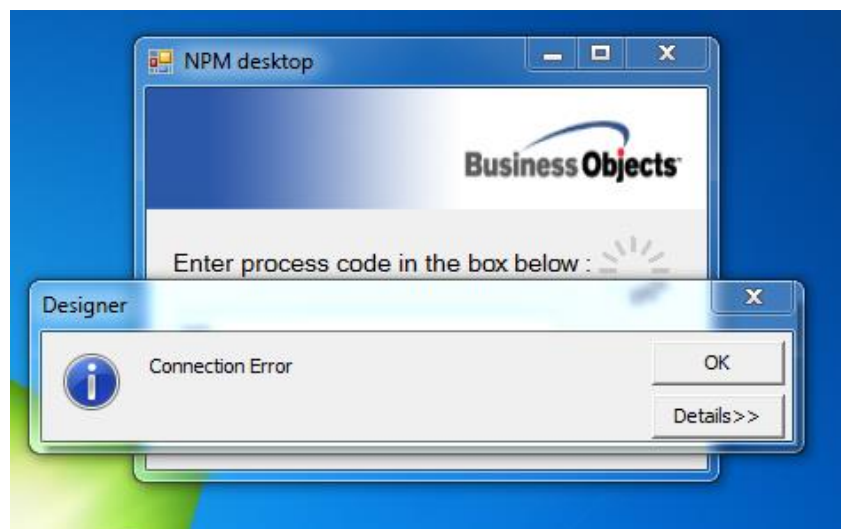 NPM desktop
Business Objects
Enter process code in the box below :
Designer
Connection Error
OK
Details>>